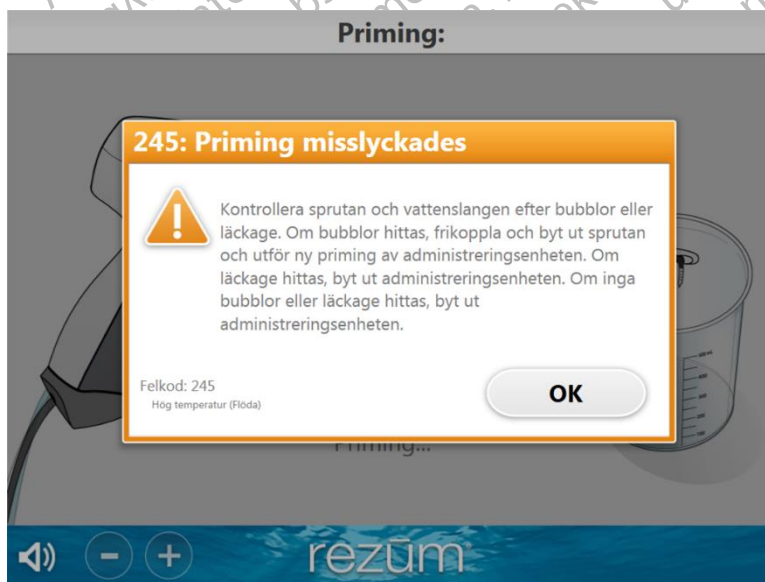 Priming:
245: Priming misslyckades
Kontrollera sprutan och vattenslangen efter bubblor eller
läckage. Om bubblor hittas, frikoppla och byt ut sprutan
och utför ny priming av administreringsenheten. Om
läckage hittas, byt ut administreringsenheten. Om inga
bubblor eller läckage hittas, byt ut
administreringsenheten.
Felkod: 245
Hög temperatur (Flöda)
OK
Priming...
rezūm